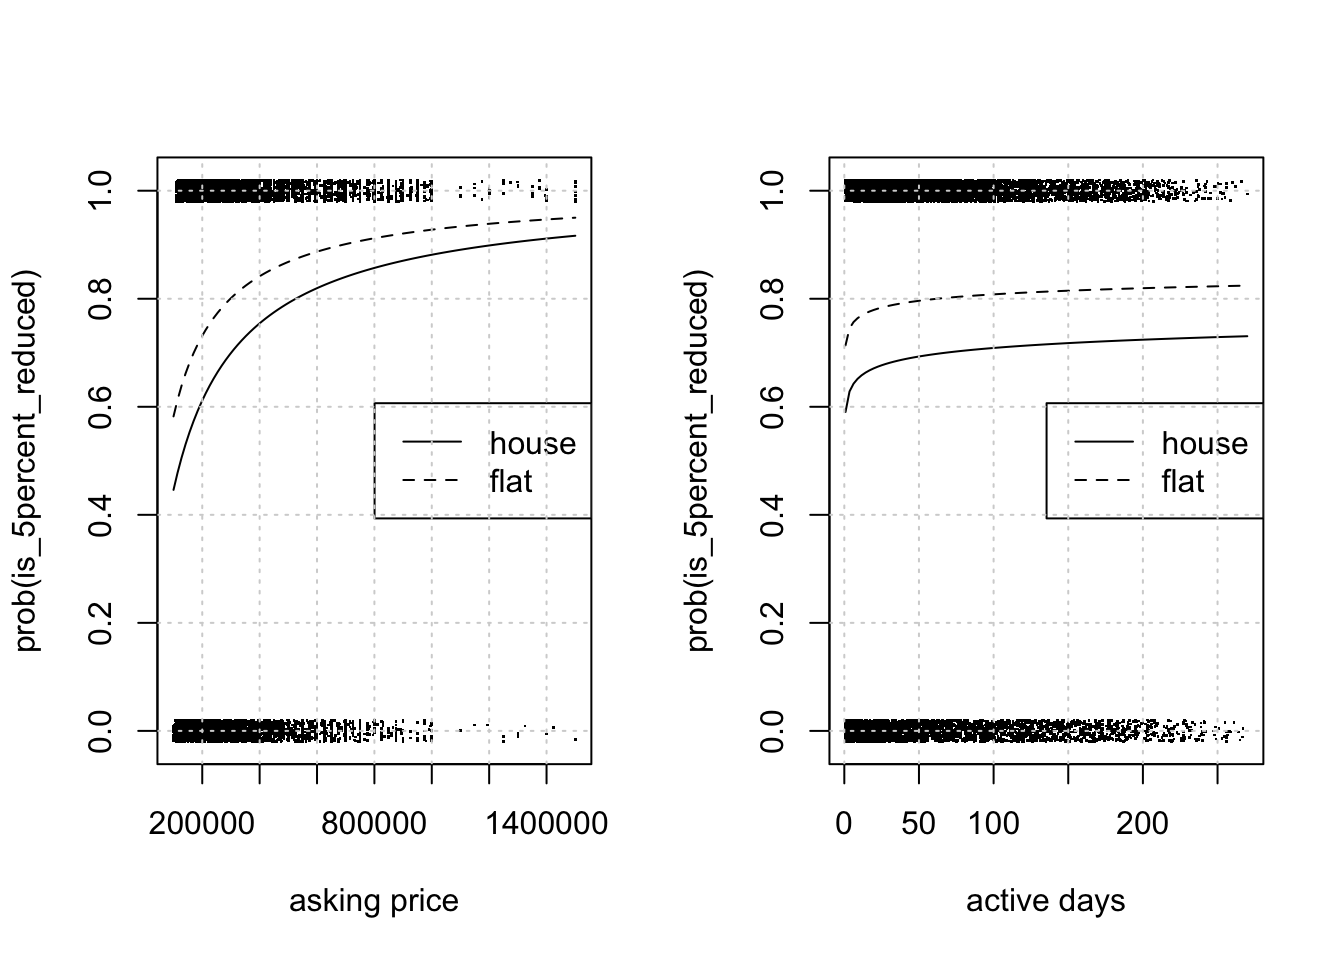 prob(is_5percent_reduced)
1.0
0.8
0.6
0.4
0.2
0.0
house
flat
200000 800000 1400000
asking price
prob(is_5percent_reduced)
1.0
0.8
0.6
0.4
0.2
0.0
house
flat
0 50 100 200
active days